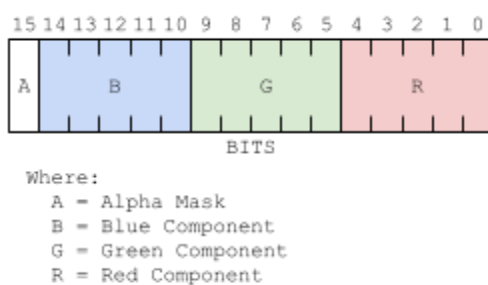 15 14 13 12 11 10 9 8 7 6 5 4 3 2 1 0
A B G R
BITS
Where:
A = Alpha Mask
B = Blue Component
G = Green Component
R = Red Component